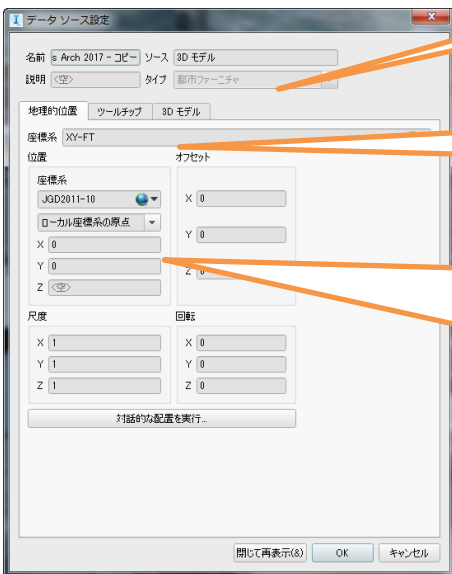 データ ソース設定
名前 s Arch 2017 - コピー ソース 3D モデル
説明 <空> タイプ 都市ファーニチャ
地理的位置 ツールチップ 3D モデル
座標系 XY-FT
位置 オフセット
座標系
JGD2011-10 X 0
ローカル座標系の原点
Y 0
X 0
Y 0 Z 0
Z <空>
尺度 回転
X 1 X 0
Y 1 Y 0
Z 1 Z 0
対話的な配置を実行...
閉じて再表示(&) OK キャンセル